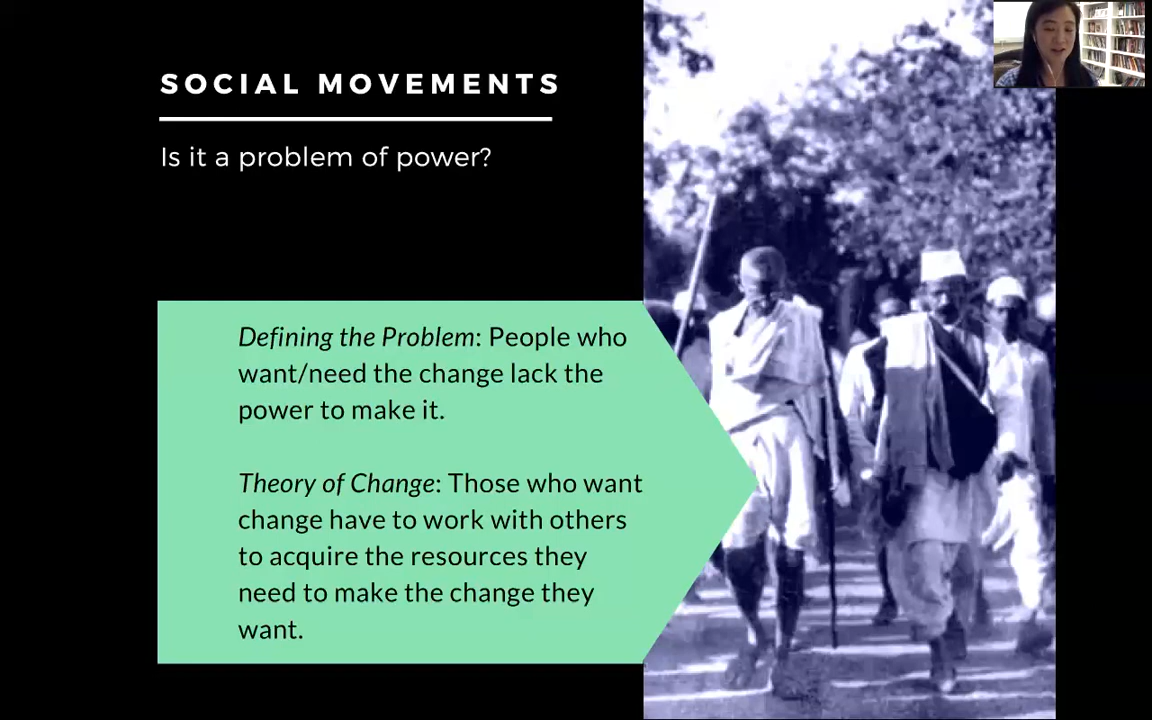 SOCIAL MOVEMENTS
Is it a problem of power?
Defining the Problem: People who
want/need the change lack the
power to make it.
Theory of Change: Those who want
change have to work with others
to acquire the resources they
need to make the change they
want.